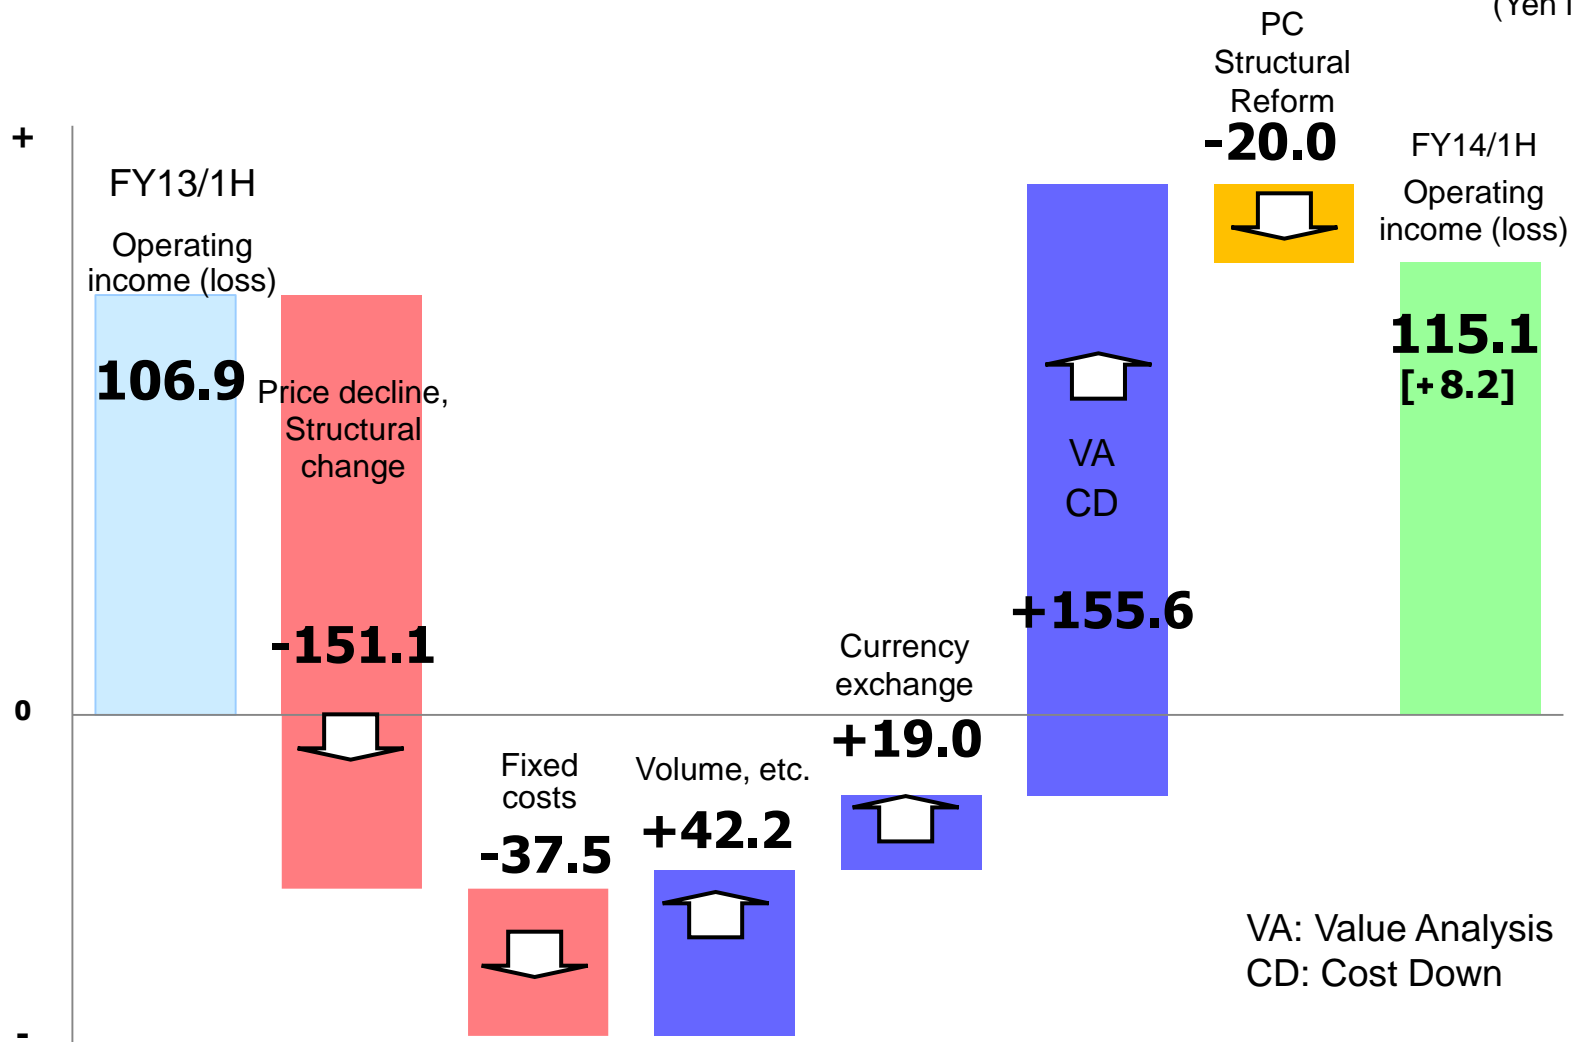 (Yen
PC
Structural
Reform
-20.0
+
FY13/1H
Operating
income (loss)
106.9
Price decline,
Structural
change
-151.1
Fixed
costs
-37.5
Volume, etc.
+42.2
Currency
exchange
+19.0
VA
CD
+155.6
FY14/1H
Operating
income (loss)
115.1
[+8.2]
0
-
VA: Value Analysis
CD: Cost Down